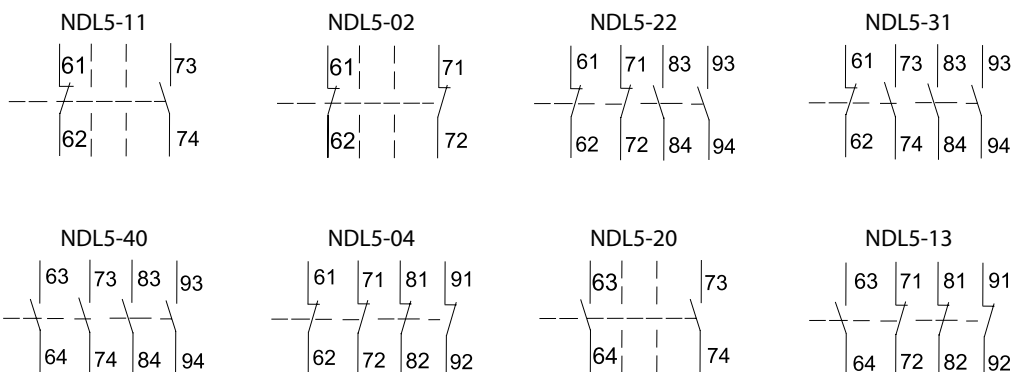 NDL5-11 NDL5-02 NDL5-22 NDL5-31
61 73 61 71 61 71 83 93 61 73 83 93
62 74 62 72 62 72 84 94 62 74 84 94
NDL5-40 NDL5-04 NDL5-20 NDL5-13
63 73 83 93 61 71 81 91 63 73 63 71 81 91
64 74 84 94 62 72 82 92 64 74 64 72 82 92